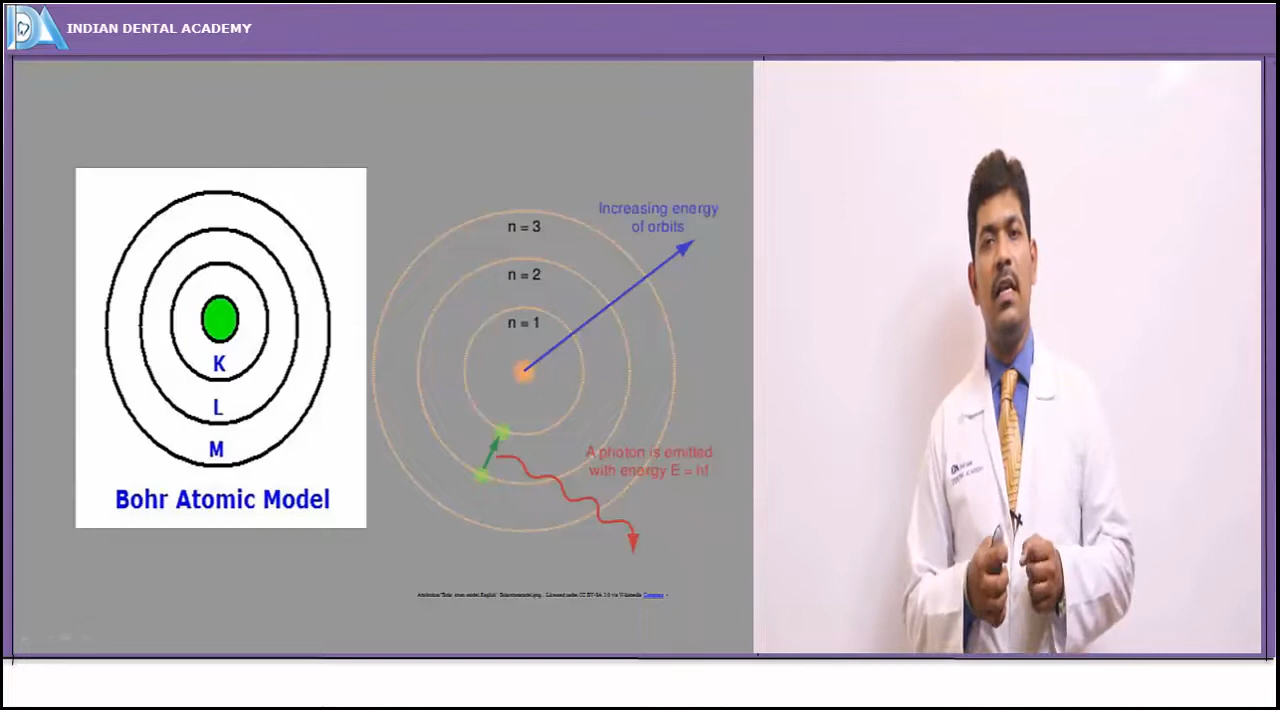 INDIAN DENTAL ACADEMY
K
L
M
Bohr Atomic Model
n = 3
n = 2
n = 1
Increasing energy
of orbits
A photon is emitted
with energy E = hf